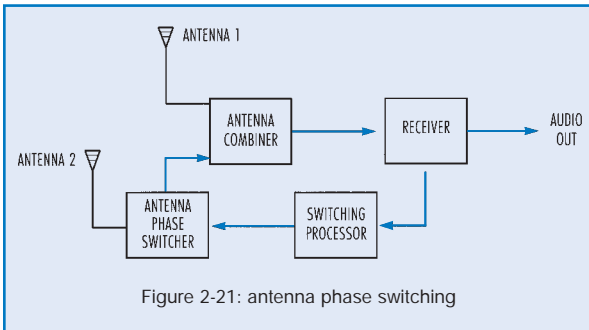 ANTENNA 1
ANTENNA
COMBINER
RECEIVER
AUDIO
OUT
ANTENNA 2
ANTENNA
PHASE
SWITCHER
SWITCHING
PROCESSOR
Figure 2-21: antenna phase switching